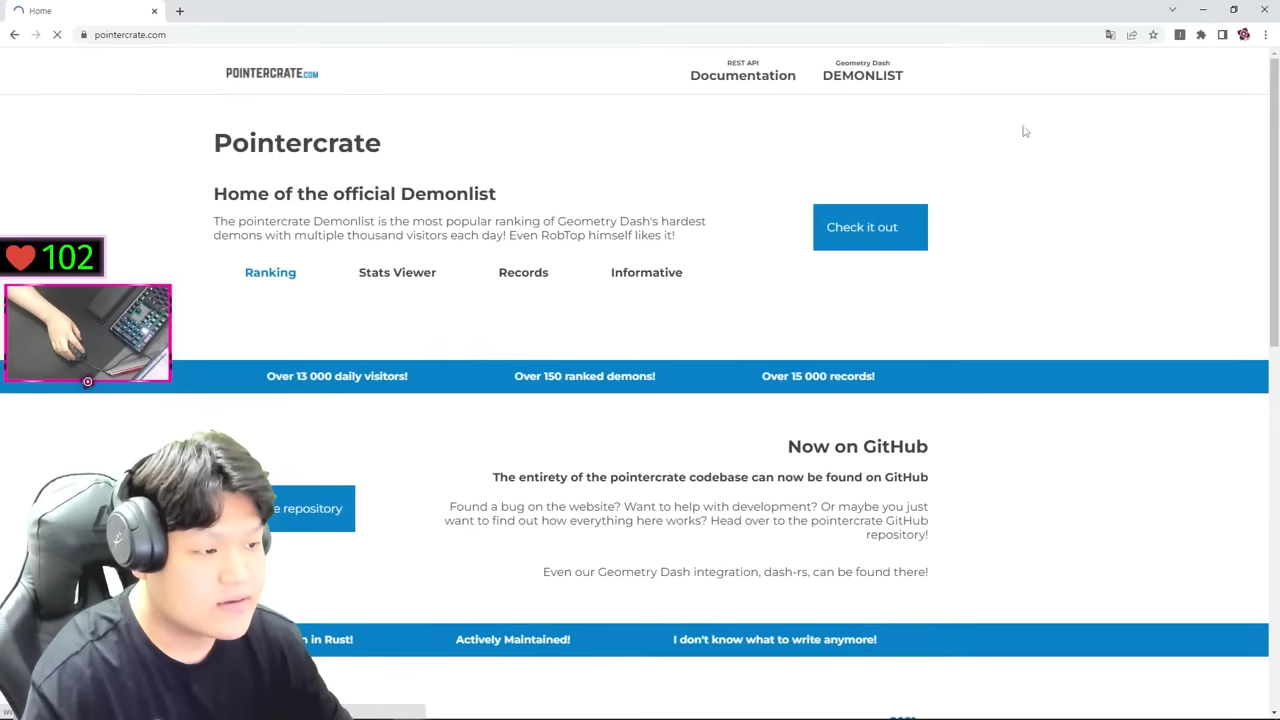 Home
pointercrate.com
POINTERCRATE.COM
REST API
Documentation
Geometry Dash
DEMONLIST
Pointercrate
Home of the official Demonlist
The pointercrate Demonlist is the most popular ranking of Geometry Dash's hardest
demons with multiple thousand visitors each day! Even RobTop himself likes it!
Check it out
Ranking
Stats Viewer
Records
Informative
102
Over 13 000 daily visitors!
Over 150 ranked demons!
Over 15 000 records!
Now on GitHub
The entirety of the pointercrate codebase can now be found on GitHub
Found a bug on the website? Want to help with development? Or maybe you just
want to find out how everything here works? Head over to the pointercrate GitHub
repository!
e repository
Even our Geometry Dash integration, dash-rs, can be found there!
in Rust!
Actively Maintained!
I don't know what to write anymore!